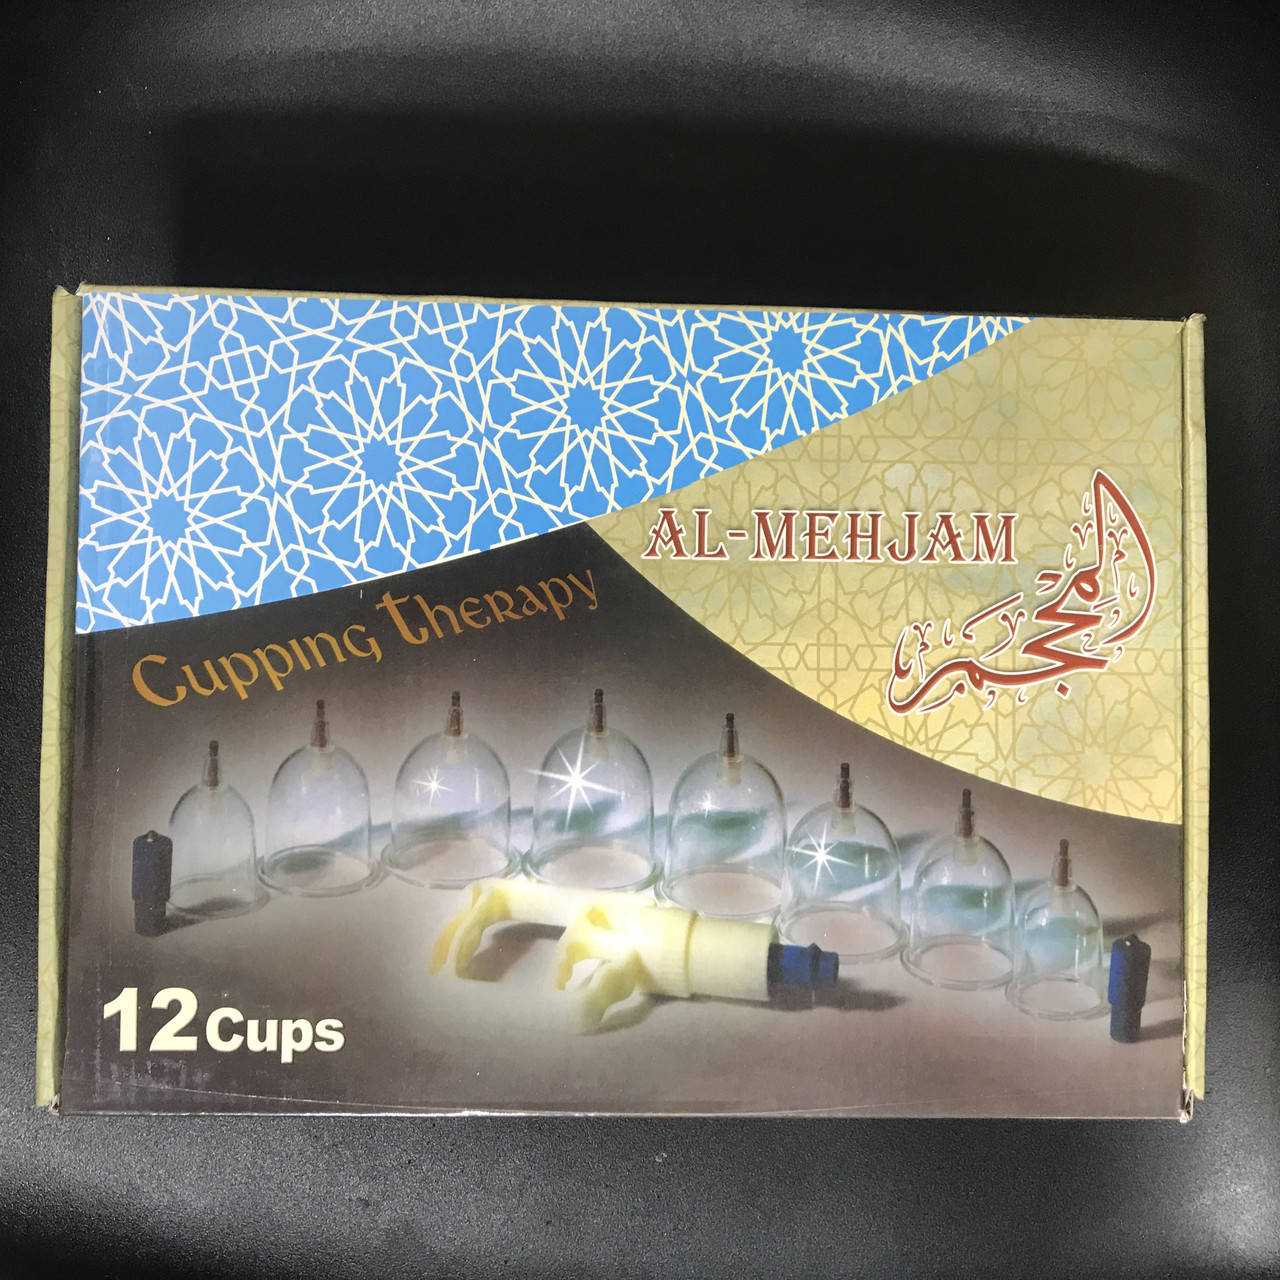 AL-MEHJAM
المحجم
Cupping Therapy
12 Cups